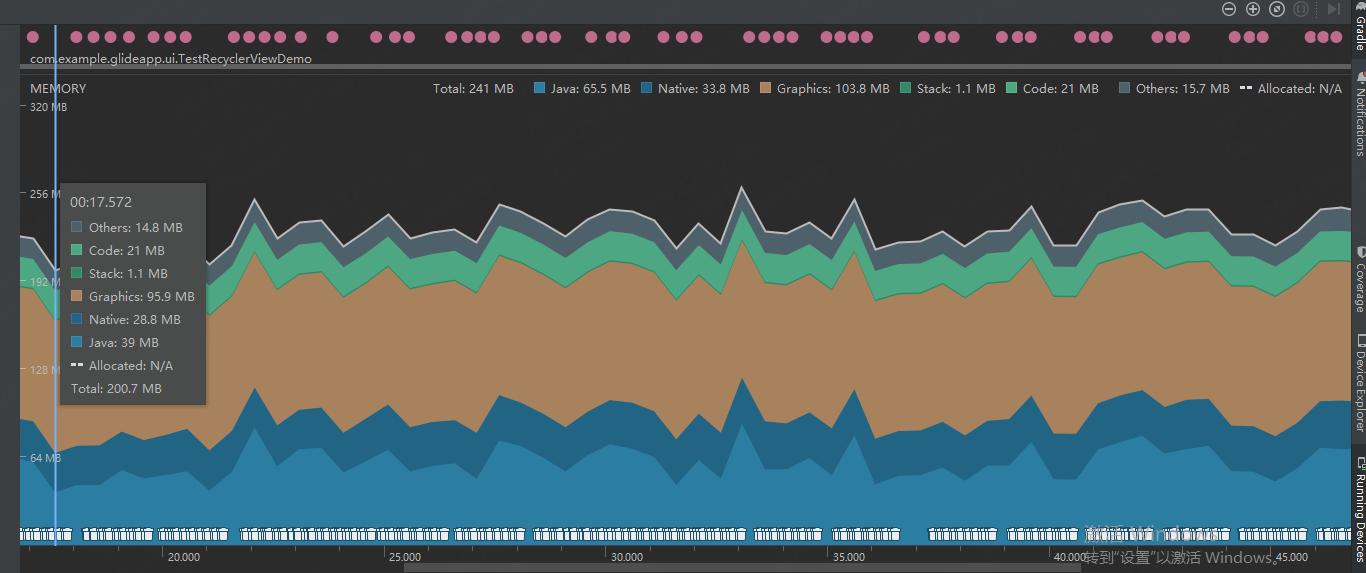 com.example.glideapp.ui.TestRecyclerViewDemo
MEMORY
Total: 241 MB Java: 65.5 MB Native: 33.8 MB Graphics: 103.8 MB Stack: 1.1 MB Code: 21 MB Others: 15.7 MB Allocated: N/A
320 MB
256 M
192 M
128 M
64 MB
00:17.572
Others: 14.8 MB
Code: 21 MB
Stack: 1.1 MB
Graphics: 95.9 MB
Native: 28.8 MB
Java: 39 MB
Allocated: N/A
Total: 200.7 MB
20.000 25.000 30.000 35.000 40.000 45.000
激活 Windows
转到"设置"以激活 Windows。
Gradle
Notifications
Coverage
Device Explorer
Running Devices